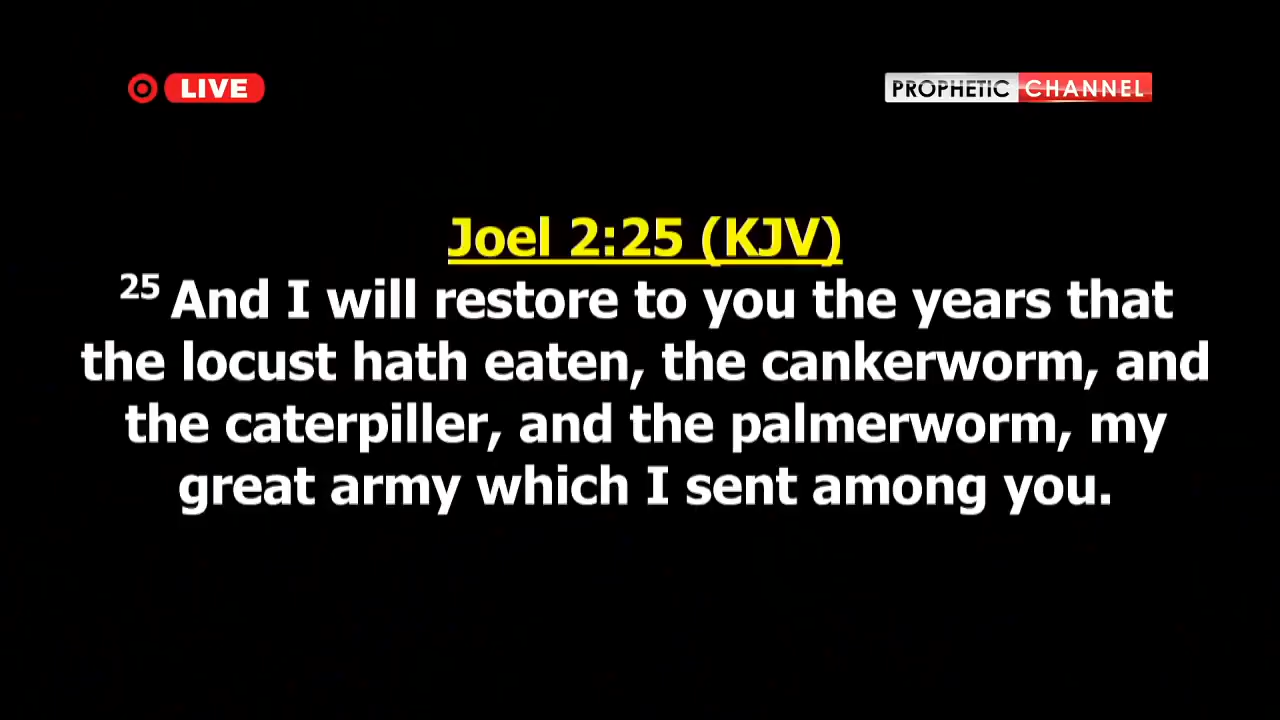 LIVE
PROPHETIC CHANNEL
Joel 2:25 (KJV)
25 And I will restore to you the years that
the locust hath eaten, the cankerworm, and
the caterpiller, and the palmerworm, my
great army which I sent among you.